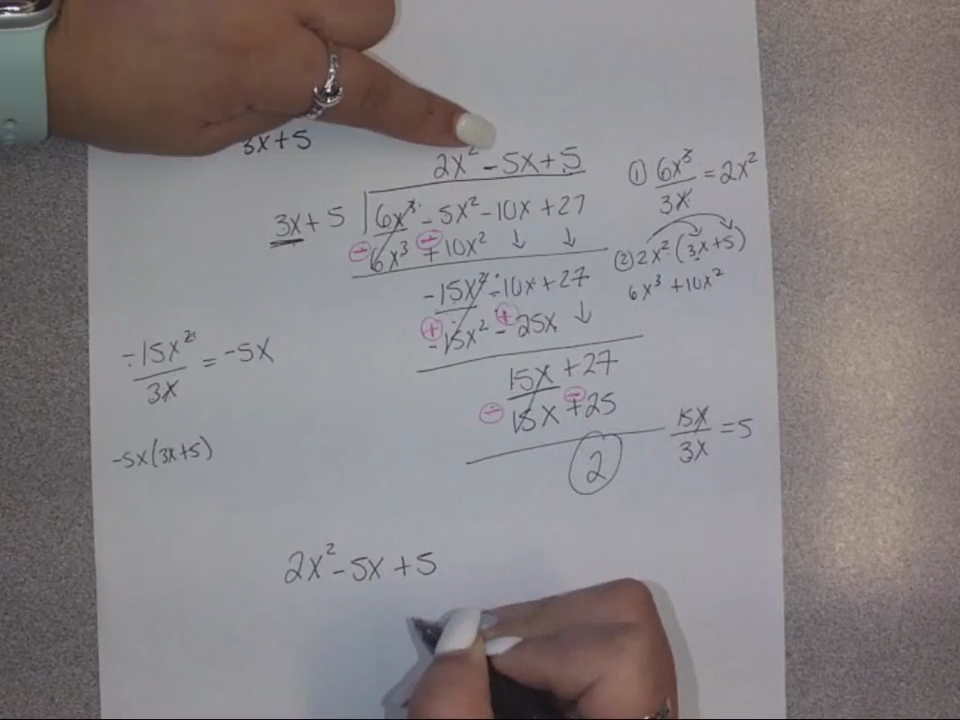 3x+5
2x² -5x+5
3x+5 6x³ -5x² -10x +27
6x³ +10x² ↓ ↓
-15x² -10x +27
-15x² - 25x ↓
15x +27
15x +25
2
① 6x³/3x = 2x²
② 2x² (3x+5)
6x³ +10x²
-15x²/3x = -5x
-5x(3x+5)
15x/3x = 5
2x² -5x +5